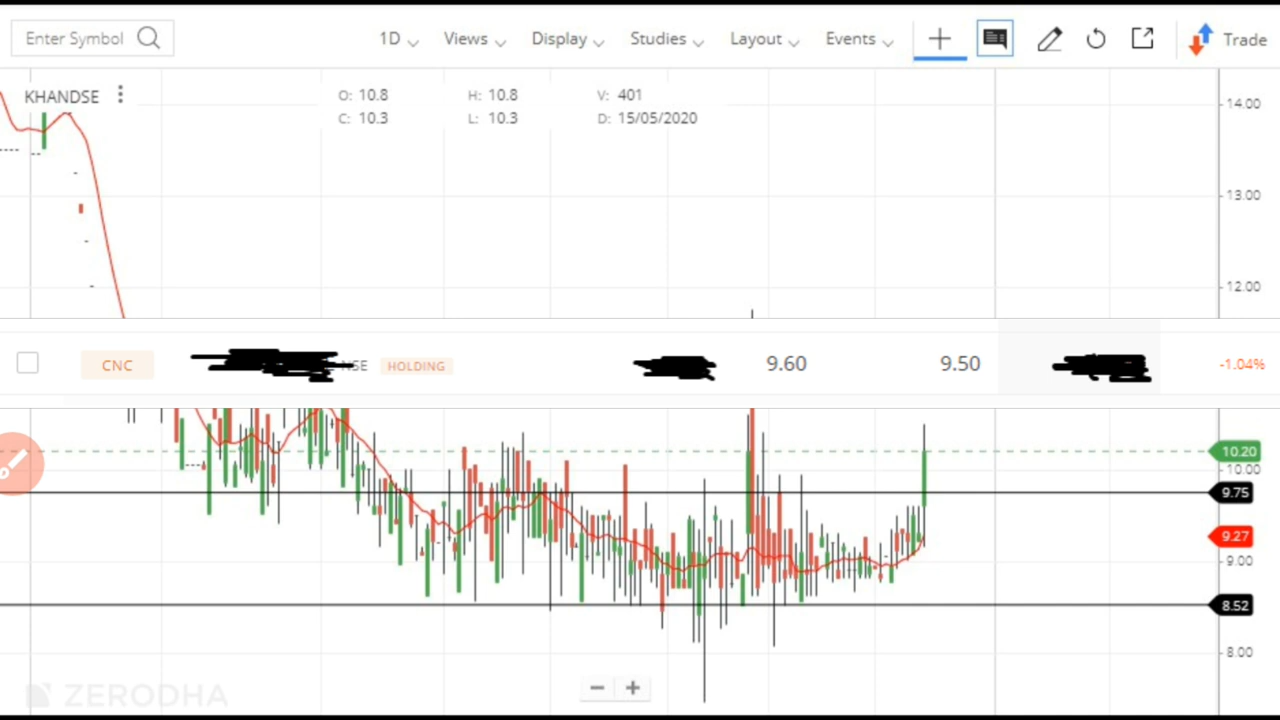 Enter Symbol 1D Views Display Studies Layout Events Trade
KHANDSE O: 10.8 H: 10.8 V: 401
C: 10.3 L: 10.3 D: 15/05/2020
14.00
13.00
12.00
CNC NSE HOLDING 9.60 9.50 -1.04%
10.20
10.00
9.75
9.27
9.00
8.52
8.00
ZERODHA